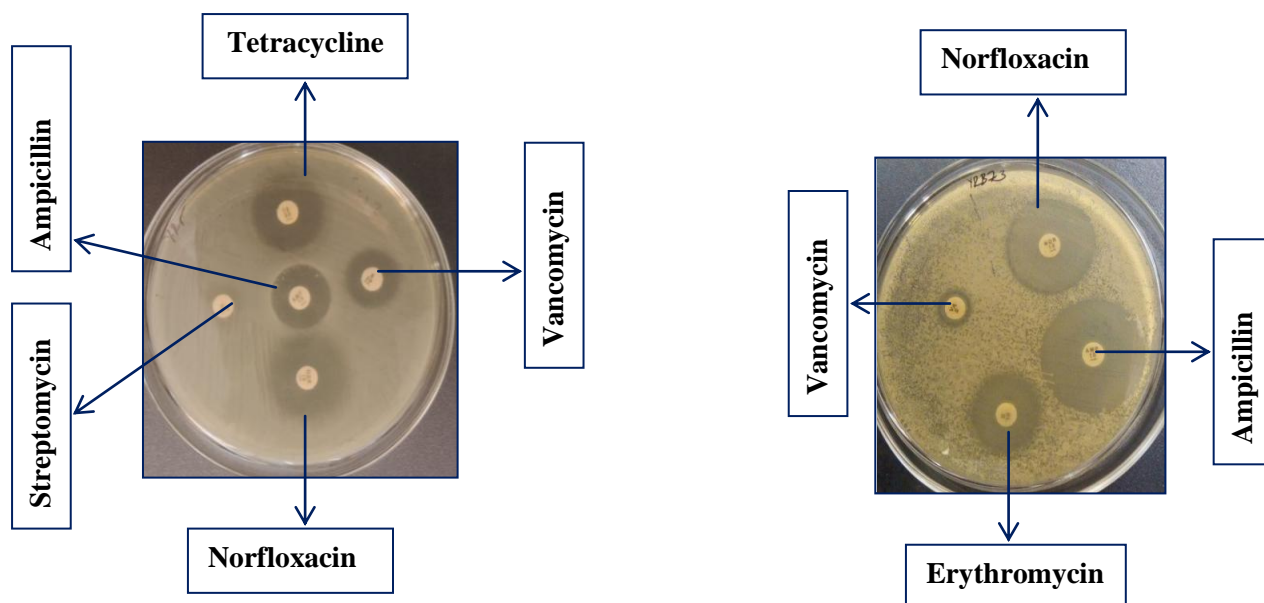 Tetracycline
Ampicillin
Vancomycin
Streptomycin
Norfloxacin
Norfloxacin
Vancomycin
Ampicillin
Erythromycin